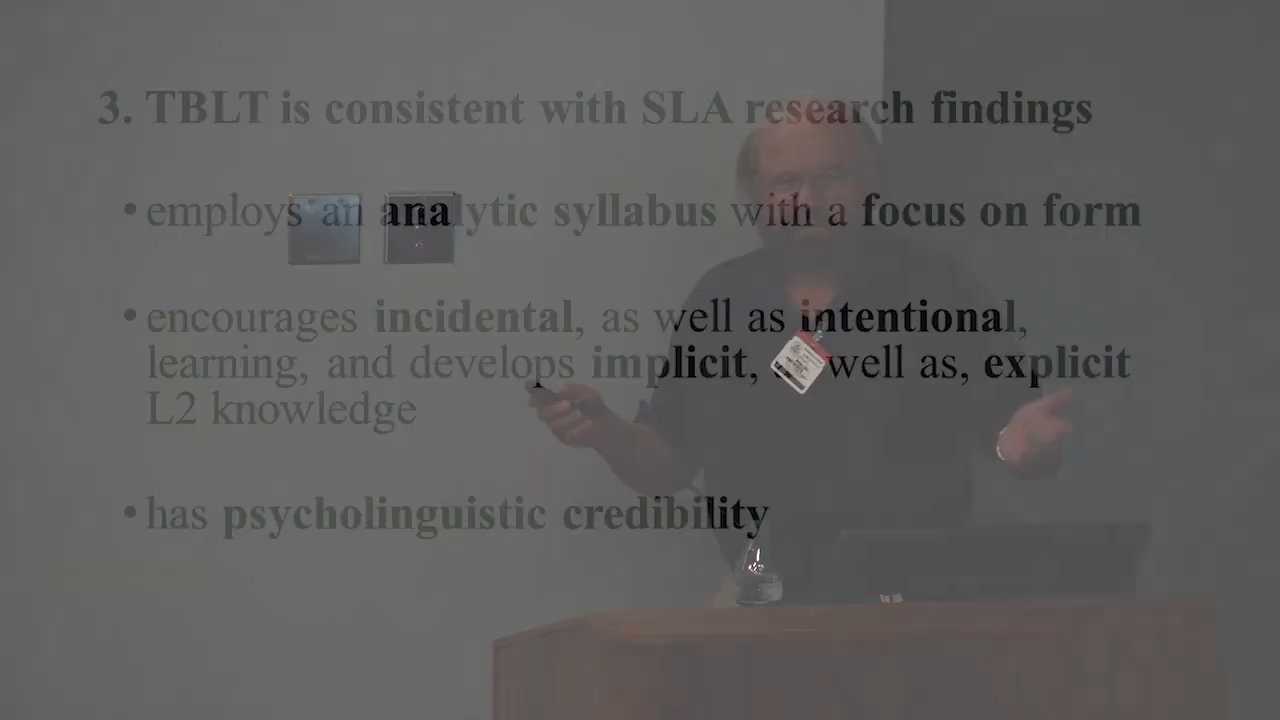 3. TBLT is consistent with SLA research findings
• employs an analytic syllabus with a focus on form
• encourages incidental, as well as intentional,
learning, and develops implicit, as well as, explicit
L2 knowledge
• has psycholinguistic credibility